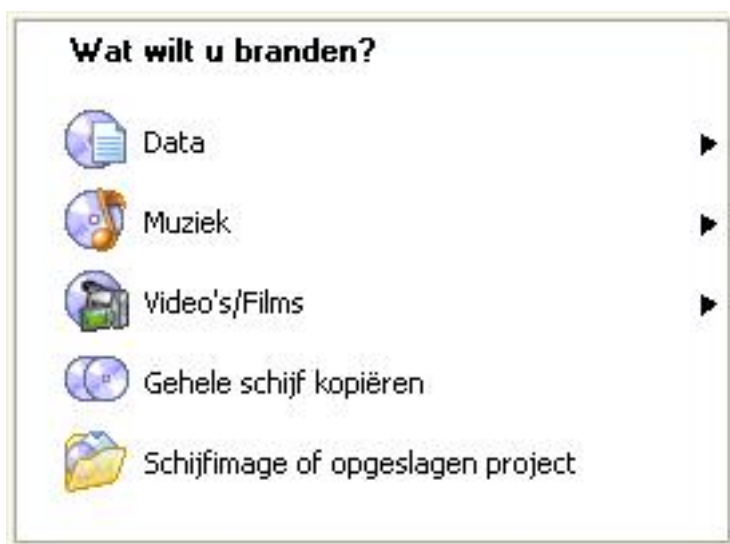 Wat wilt u branden?
Data
Muziek
Video's/Films
Gehele schijf kopiëren
Schijfimage of opgeslagen project